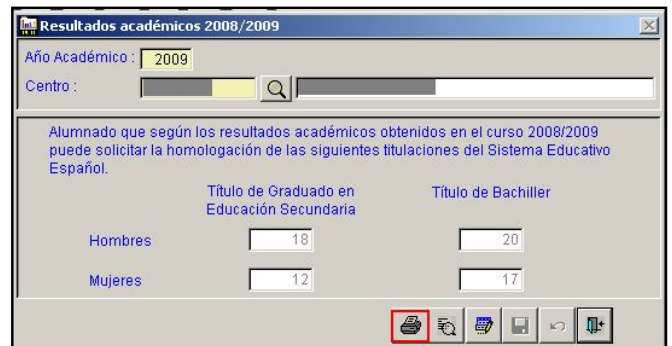 Resultados académicos 2008/2009
Año Académico : 2009
Centro :
Alumnado que según los resultados académicos obtenidos en el curso 2008/2009
puede solicitar la homologación de las siguientes titulaciones del Sistema Educativo
Español.
Título de Graduado en
Educación Secundaria
Título de Bachiller
Hombres 18 20
Mujeres 12 17